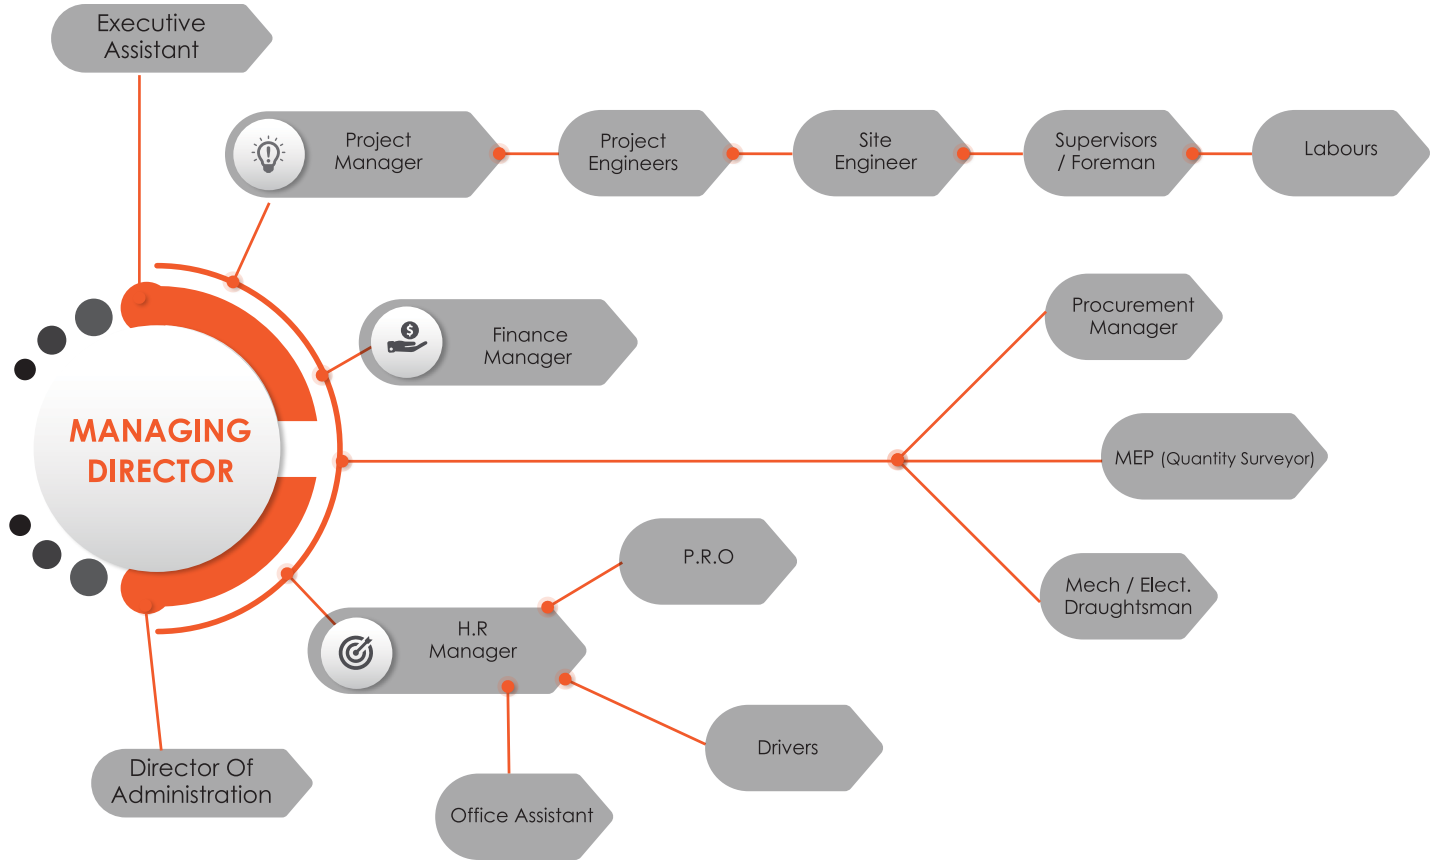 Executive
Assistant
Project
Manager
Project
Engineers
Site
Engineer
Supervisors
/ Foreman
Labours
Finance
Manager
Procurement
Manager
MANAGING
DIRECTOR
MEP (Quantity Surveyor)
P.R.O
Mech / Elect.
Draughtsman
H.R
Manager
Drivers
Director Of
Administration
Office Assistant